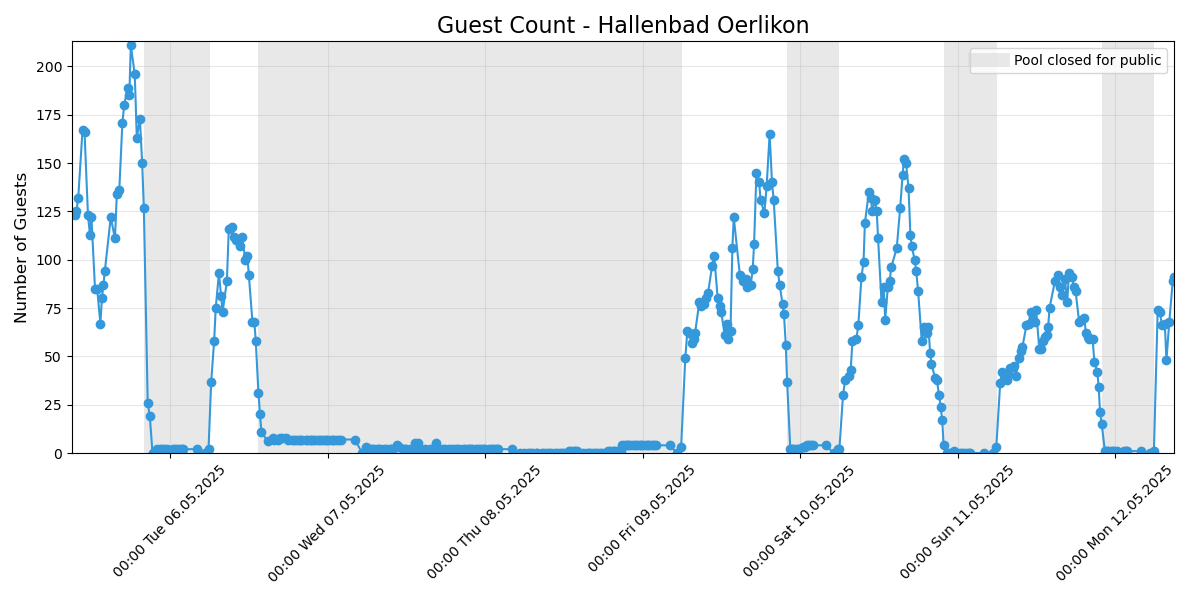 Guest Count - Hallenbad Oerlikon
Pool closed for public
Number of Guests
200
175
150
125
100
75
50
25
0
00:00 Tue 06.05.2025
00:00 Wed 07.05.2025
00:00 Thu 08.05.2025
00:00 Fri 09.05.2025
00:00 Sat 10.05.2025
00:00 Sun 11.05.2025
00:00 Mon 12.05.2025